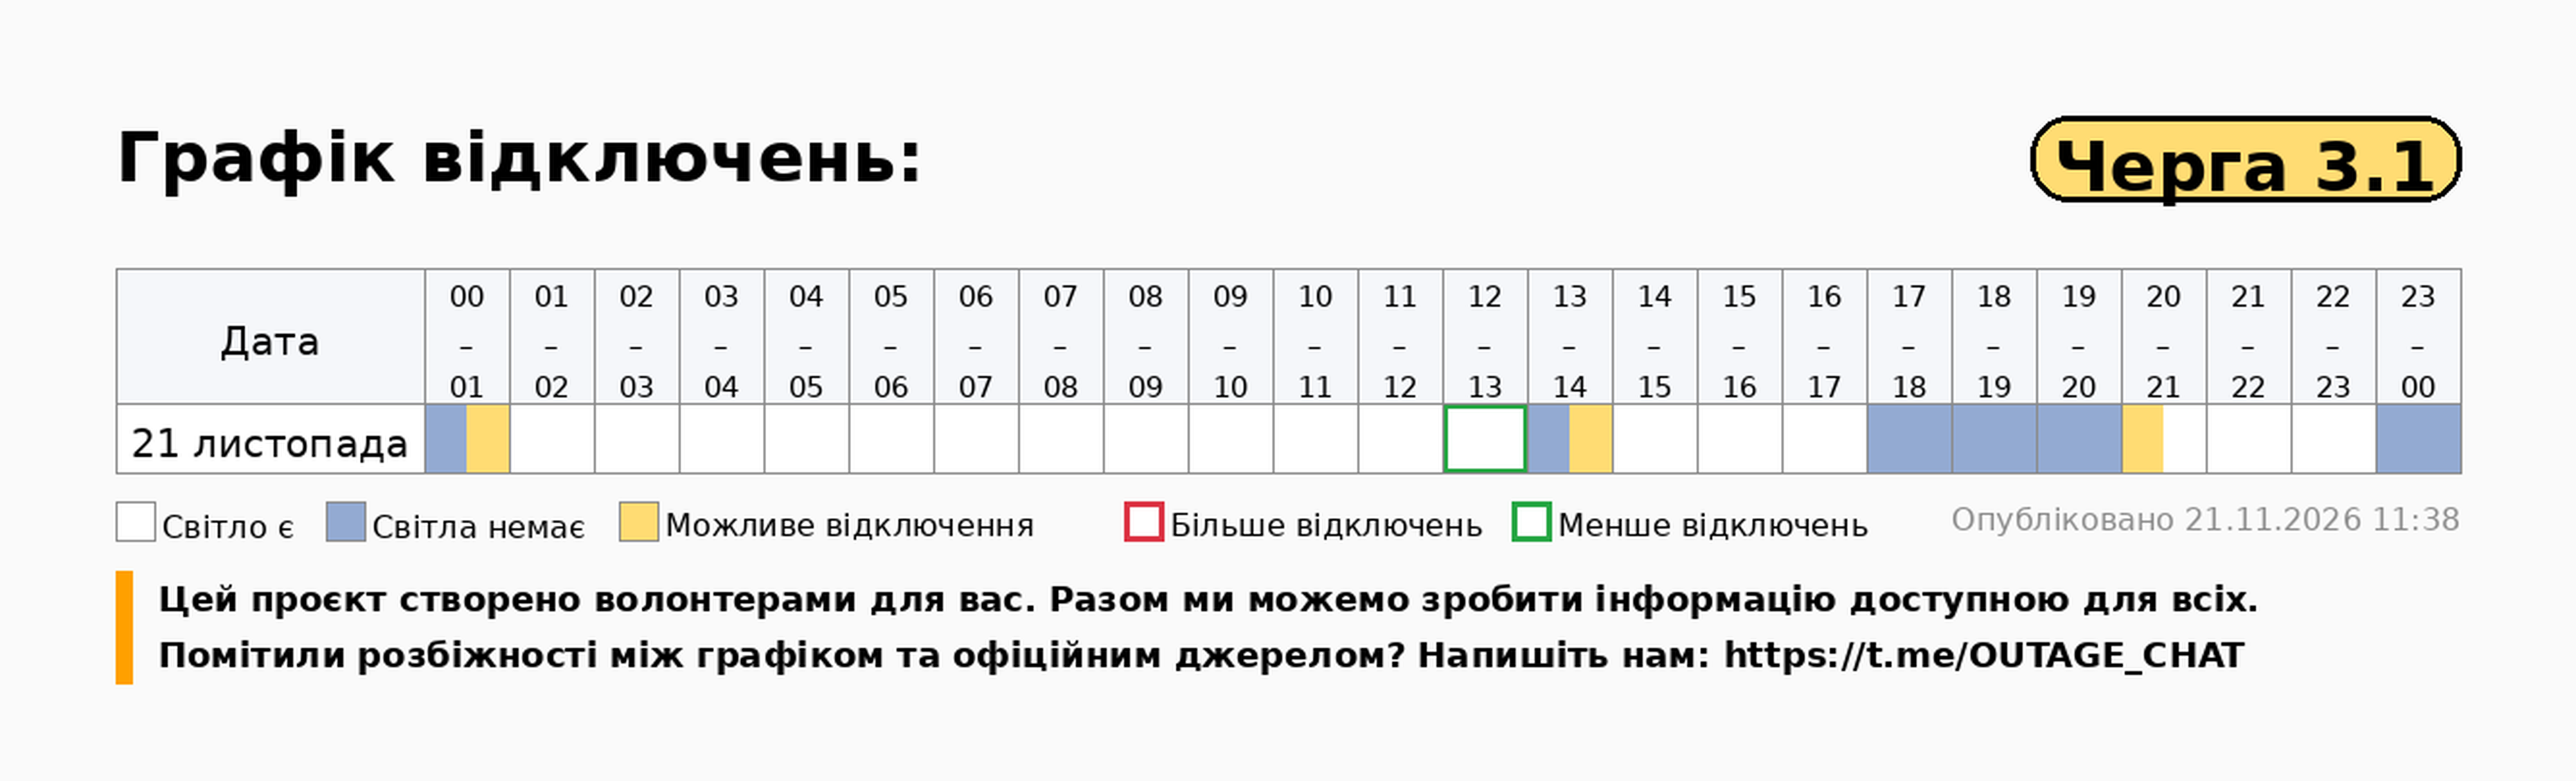 Графік відключень:
Черга 3.1
Дата 00 – 01 01 – 02 02 – 03 03 – 04 04 – 05 05 – 06 06 – 07 07 – 08 08 – 09 09 – 10 10 – 11 11 – 12 12 – 13 13 – 14 14 – 15 15 – 16 16 – 17 17 – 18 18 – 19 19 – 20 20 – 21 21 – 22 22 – 23 23 – 00
21 листопада
Світло є Світла немає Можливе відключення Більше відключень Менше відключень Опубліковано 21.11.2026 11:38
Цей проєкт створено волонтерами для вас. Разом ми можемо зробити інформацію доступною для всіх.
Помітили розбіжності між графіком та офіційним джерелом? Напишіть нам: https://t.me/OUTAGE_CHAT